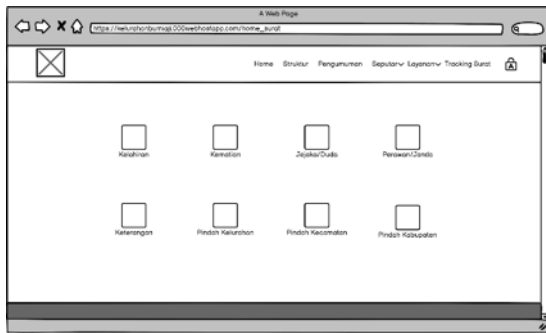 A Web Page
https://kelurahanbumiaji.000webhostapp.com/home_surat
Home Struktur Pengumuman Seputar Layanan Tracking Surat
Kelahiran Kematian Jejaka/Duda Perawan/Janda
Keterangan Pindah Kelurahan Pindah Kecamatan Pindah Kabupaten